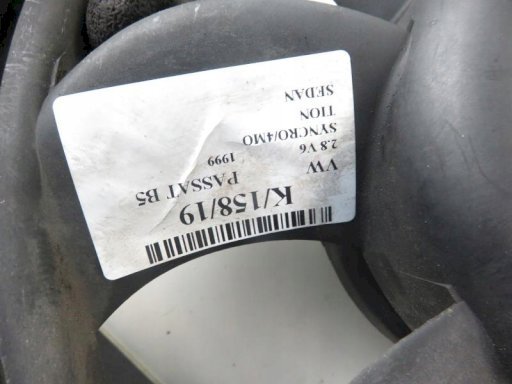 K/158/19
VW PASSAT B5
2.8 V6 1999
SYNCRO/4MO
TION
SEDAN